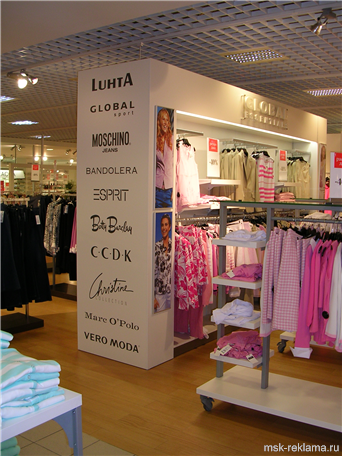 LUHTA
GLOBAL
sport
MOSCHINO
JEANS
BANDOLERA
ESPRIT
Betty Barclay
C·C·D·K
Christine
COLLECTION
Marc O'Polo
VERO MODA
GLOBAL
msk-reklama.ru